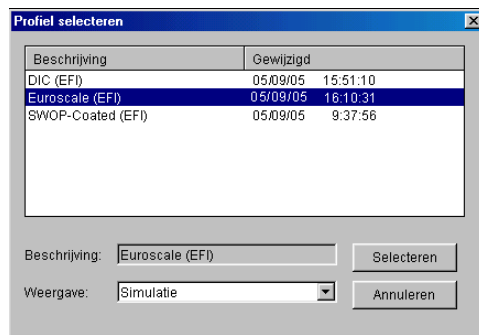 Profiel selecteren
Beschrijving Gewijzigd
DIC (EFI) 05/09/05 15:51:10
Euroscale (EFI) 05/09/05 16:10:31
SWOP-Coated (EFI) 05/09/05 9:37:56
Beschrijving: Euroscale (EFI) Selecteren
Weergave: Simulatie Annuleren